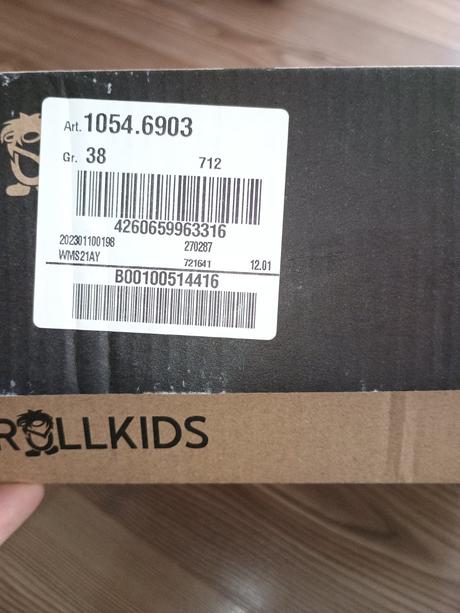 Art. 1054.6903
Gr. 38 712
4260659963316
202301100198 270287
WMS21AY 721641 12.01
B00100514416
ROLLKIDS